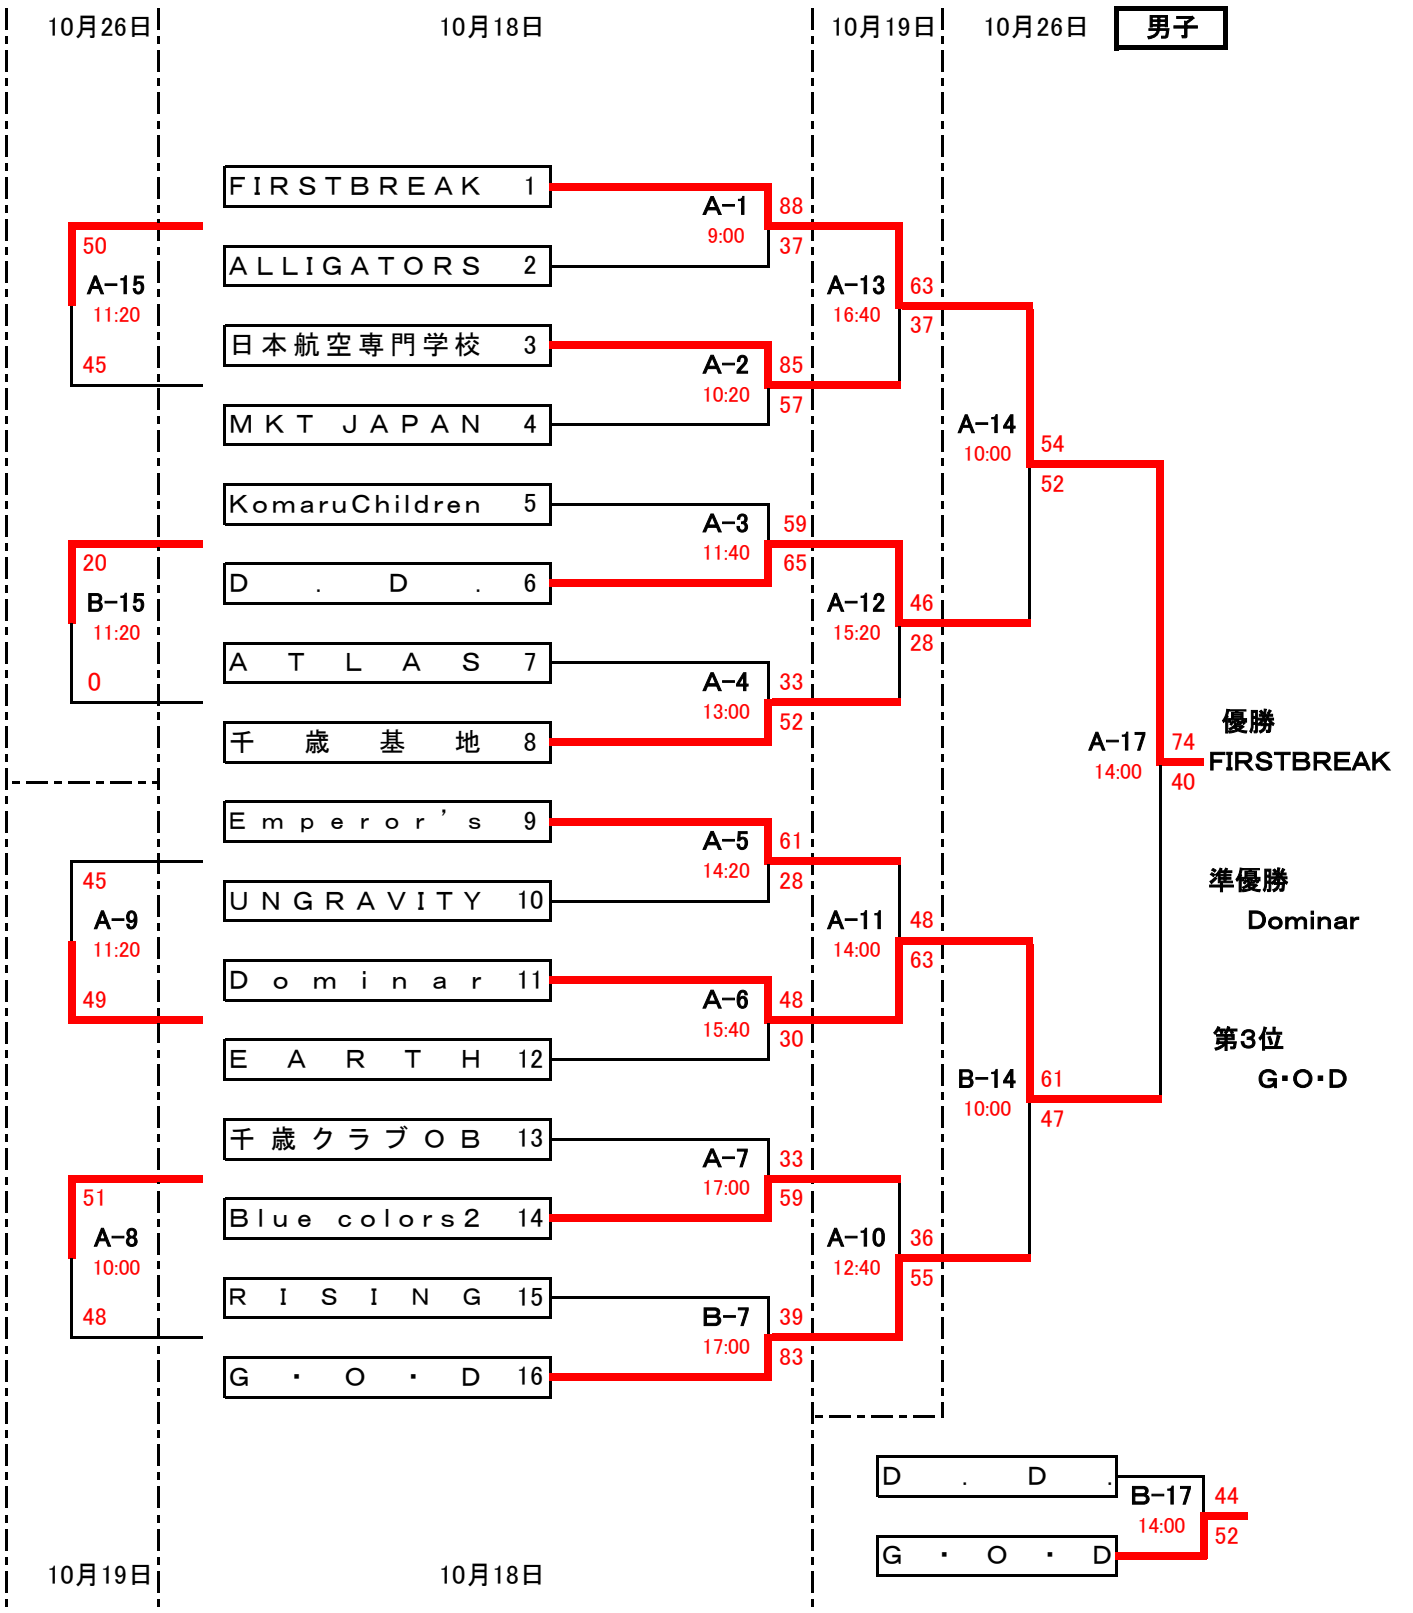 10月26日 10月18日 10月19日 10月26日 男子
FIRSTBREAK 1
A-1 88
9:00 37
50
ALLIGATORS 2
A-15
11:20
A-13 63
16:40 37
日本航空専門学校 3
45
A-2 85
10:20 57
MKT JAPAN 4
A-14 54
10:00 52
KomaruChildren 5
A-3 59
11:40 65
20
D . D . 6
B-15
11:20
A-12 46
15:20 28
ATLAS 7
0
A-4 33
13:00 52
千歳基地 8
優勝
A-17 74
14:00 40
FIRSTBREAK
Emperor's 9
A-5 61
14:20 28
45
準優勝
UNGRAVITY 10
A-9
11:20
A-11 48
14:00 63
Dominar
Dominar 11
49
A-6 48
15:40 30
第3位
EARTH 12
B-14 61
10:00 47
G・O・D
千歳クラブOB 13
A-7 33
17:00 59
51
Blue colors2 14
A-8
10:00
A-10 36
12:40 55
RISING 15
48
B-7 39
17:00 83
G・O・D 16
D . D .
B-17 44
14:00 52
G・O・D
10月19日 10月18日